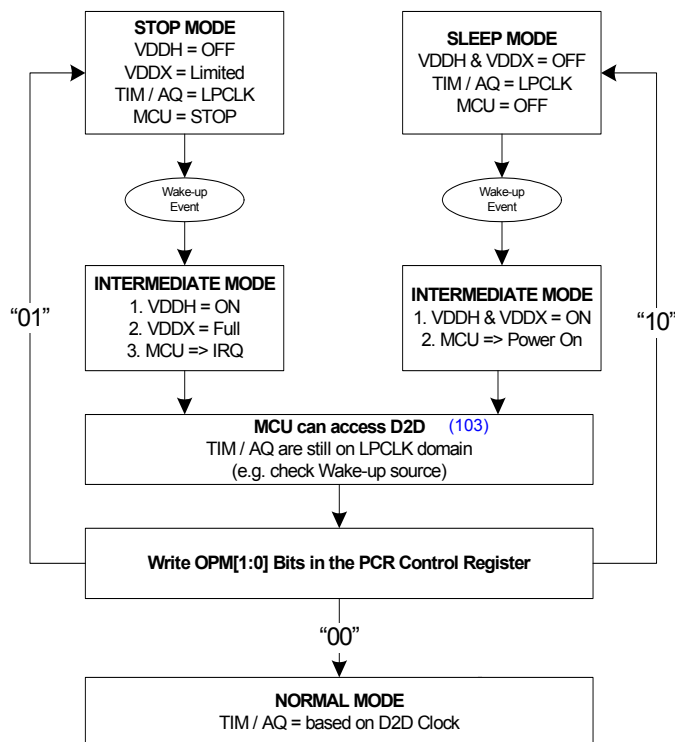 STOP MODE
VDDH = OFF
VDDX = Limited
TIM / AQ = LPCLK
MCU = STOP
SLEEP MODE
VDDH & VDDX = OFF
TIM / AQ = LPCLK
MCU = OFF
Wake-up
Event
Wake-up
Event
INTERMEDIATE MODE
1. VDDH = ON
2. VDDX = Full
3. MCU => IRQ
INTERMEDIATE MODE
1. VDDH & VDDX = ON
2. MCU => Power On
“01”
“10”
MCU can access D2D (103)
TIM / AQ are still on LPCLK domain
(e.g. check Wake-up source)
Write OPM[1:0] Bits in the PCR Control Register
“00”
NORMAL MODE
TIM / AQ = based on D2D Clock